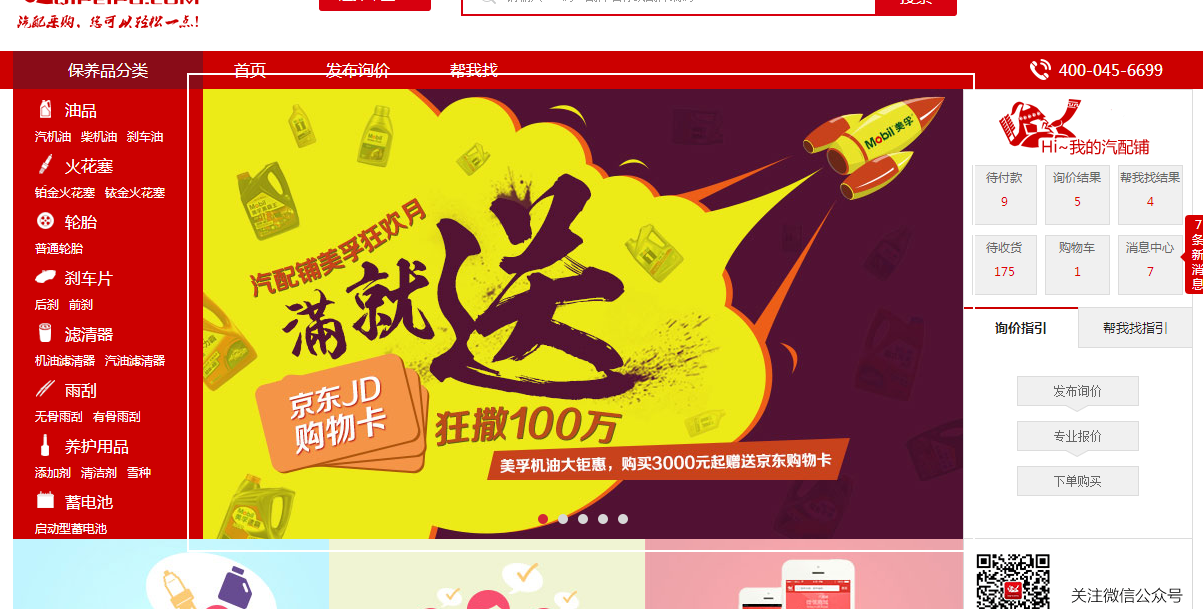 QIPEIPU.COM
汽配采购，您可以轻松一点！
搜索
保养品分类
首页
发布询价
帮我找
400-045-6699
油品
汽机油 柴机油 刹车油
火花塞
铂金火花塞 铱金火花塞
轮胎
普通轮胎
刹车片
后刹 前刹
滤清器
机油滤清器 汽油滤清器
雨刮
无骨雨刮 有骨雨刮
养护用品
添加剂 清洁剂 雪种
蓄电池
启动型蓄电池
Mobil 美孚
汽配铺美孚狂欢月
满就送
京东JD
购物卡
狂撒100万
美孚机油大钜惠，购买3000元起赠送京东购物卡
Hi~我的汽配铺
待付款
9
询价结果
5
帮我找结果
4
待收货
175
购物车
1
消息中心
7
7条新消息
询价指引
帮我找指引
发布询价
专业报价
下单购买
关注微信公众号